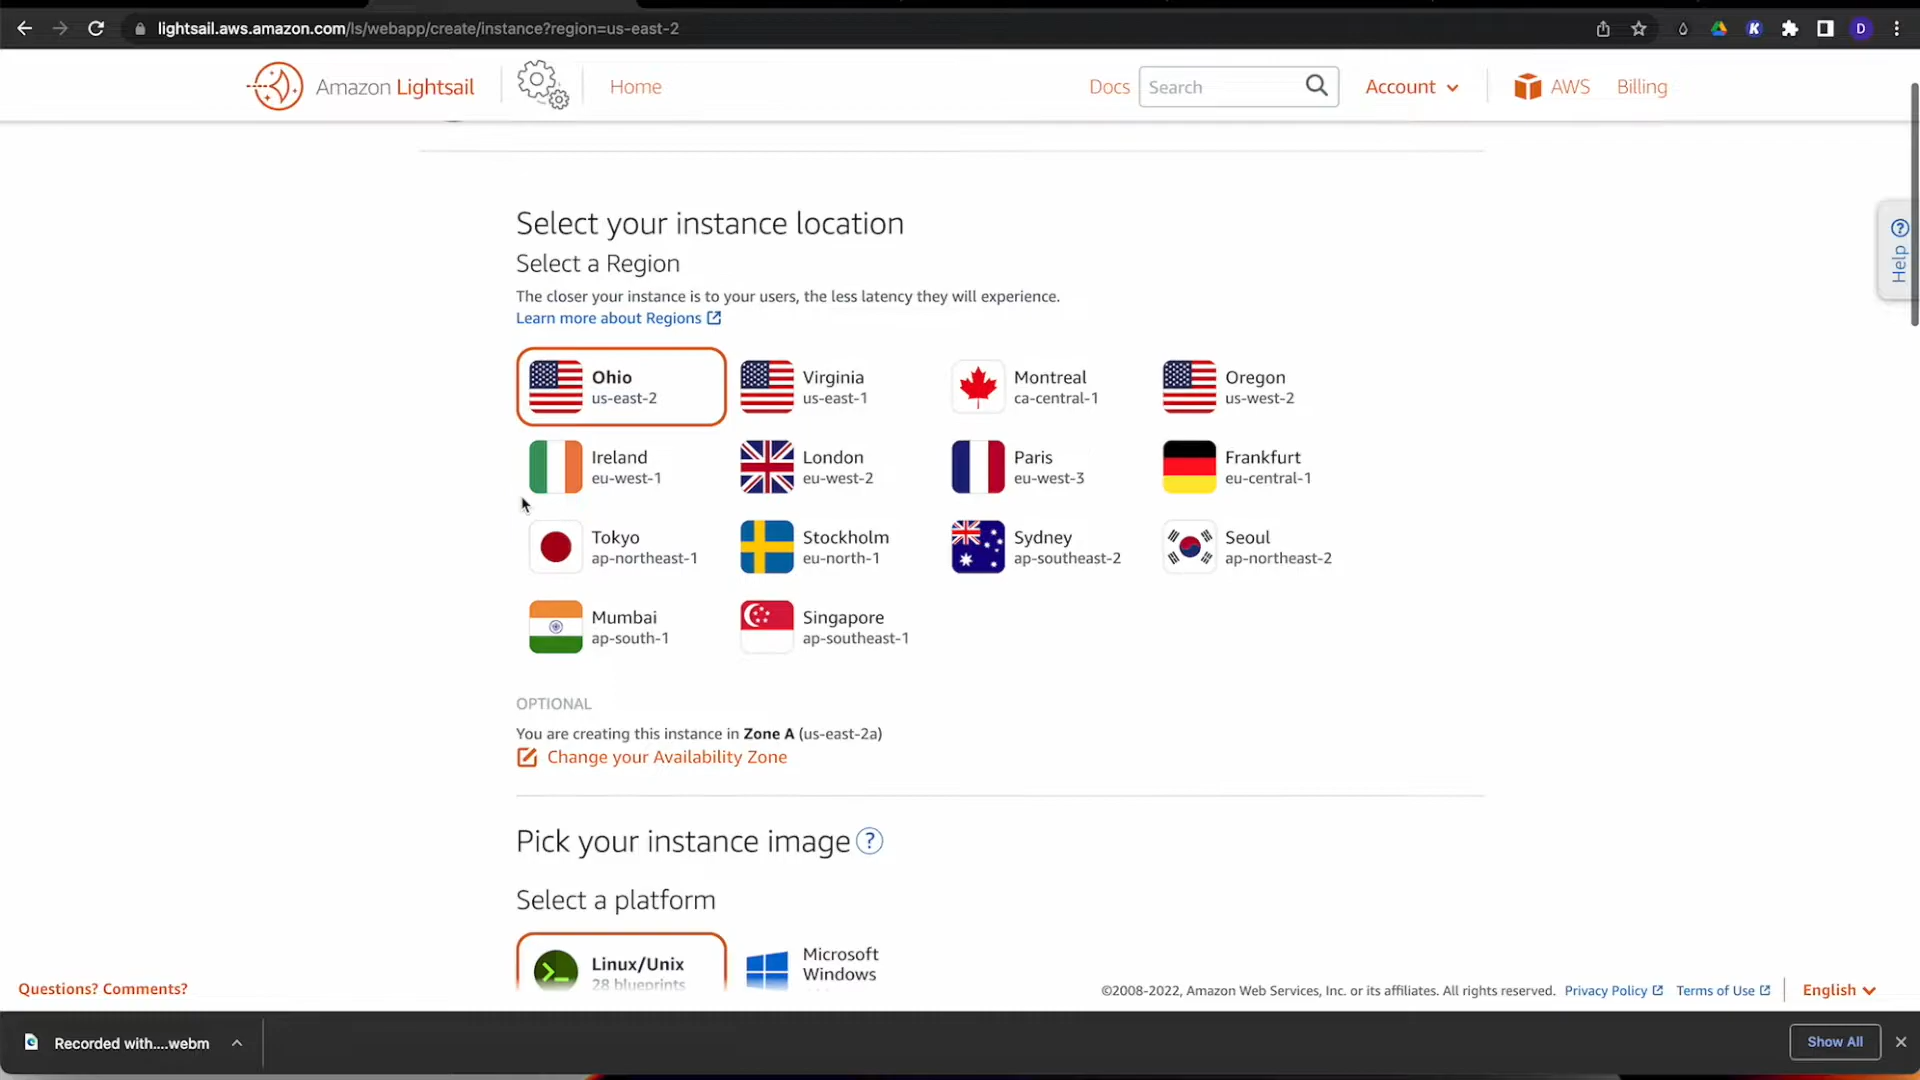 lightsail.aws.amazon.com/ls/webapp/create/instance?region=us-east-2
K
D
Amazon Lightsail
Home
Docs
Search
Account
AWS
Billing
Help
Select your instance location
Select a Region
The closer your instance is to your users, the less latency they will experience.
Learn more about Regions
Ohio
us-east-2
Virginia
us-east-1
Montreal
ca-central-1
Oregon
us-west-2
Ireland
eu-west-1
London
eu-west-2
Paris
eu-west-3
Frankfurt
eu-central-1
Tokyo
ap-northeast-1
Stockholm
eu-north-1
Sydney
ap-southeast-2
Seoul
ap-northeast-2
Mumbai
ap-south-1
Singapore
ap-southeast-1
OPTIONAL
You are creating this instance in Zone A (us-east-2a)
Change your Availability Zone
Pick your instance image ?
Select a platform
Linux/Unix
28 blueprints
Microsoft
Windows
Questions? Comments?
©2008-2022, Amazon Web Services, Inc. or its affiliates. All rights reserved.
Privacy Policy
Terms of Use
English
Recorded with....webm
Show All